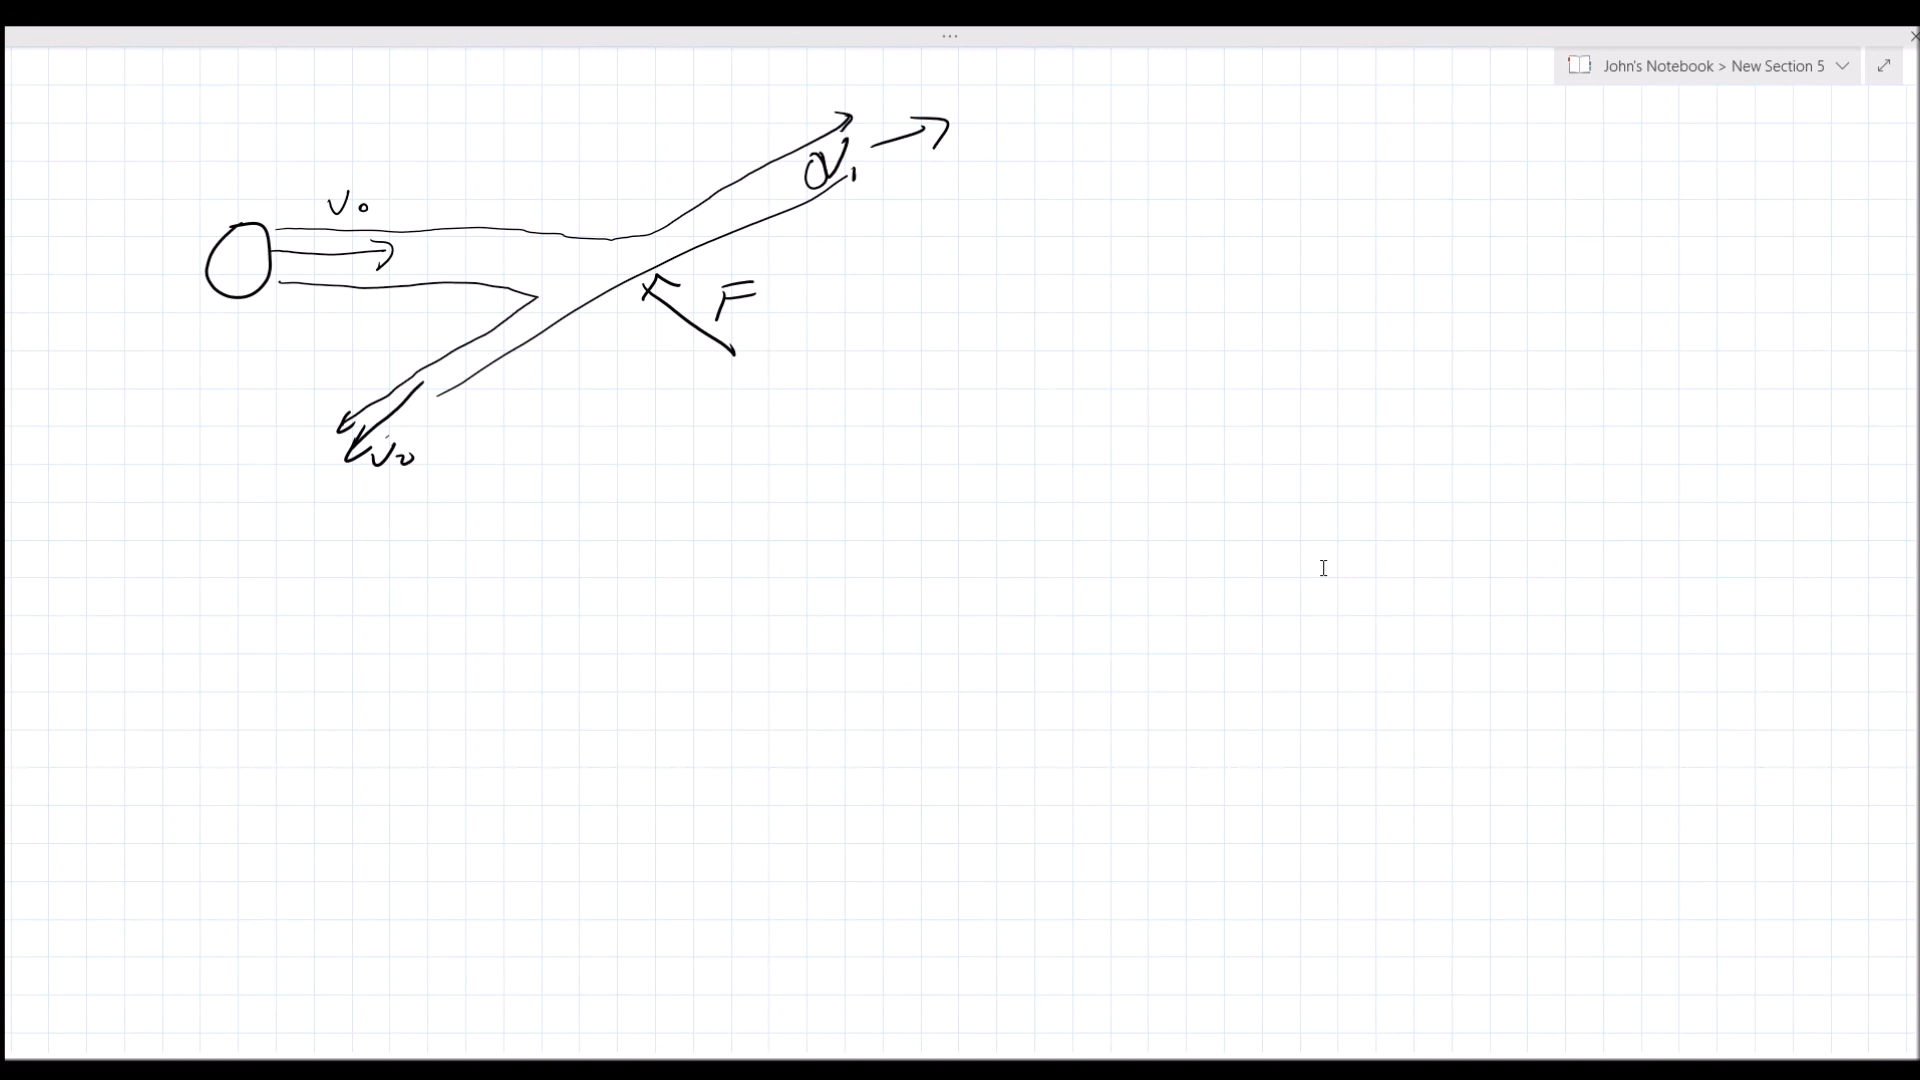 John's Notebook > New Section 5
V₁
V₀
F
V₂